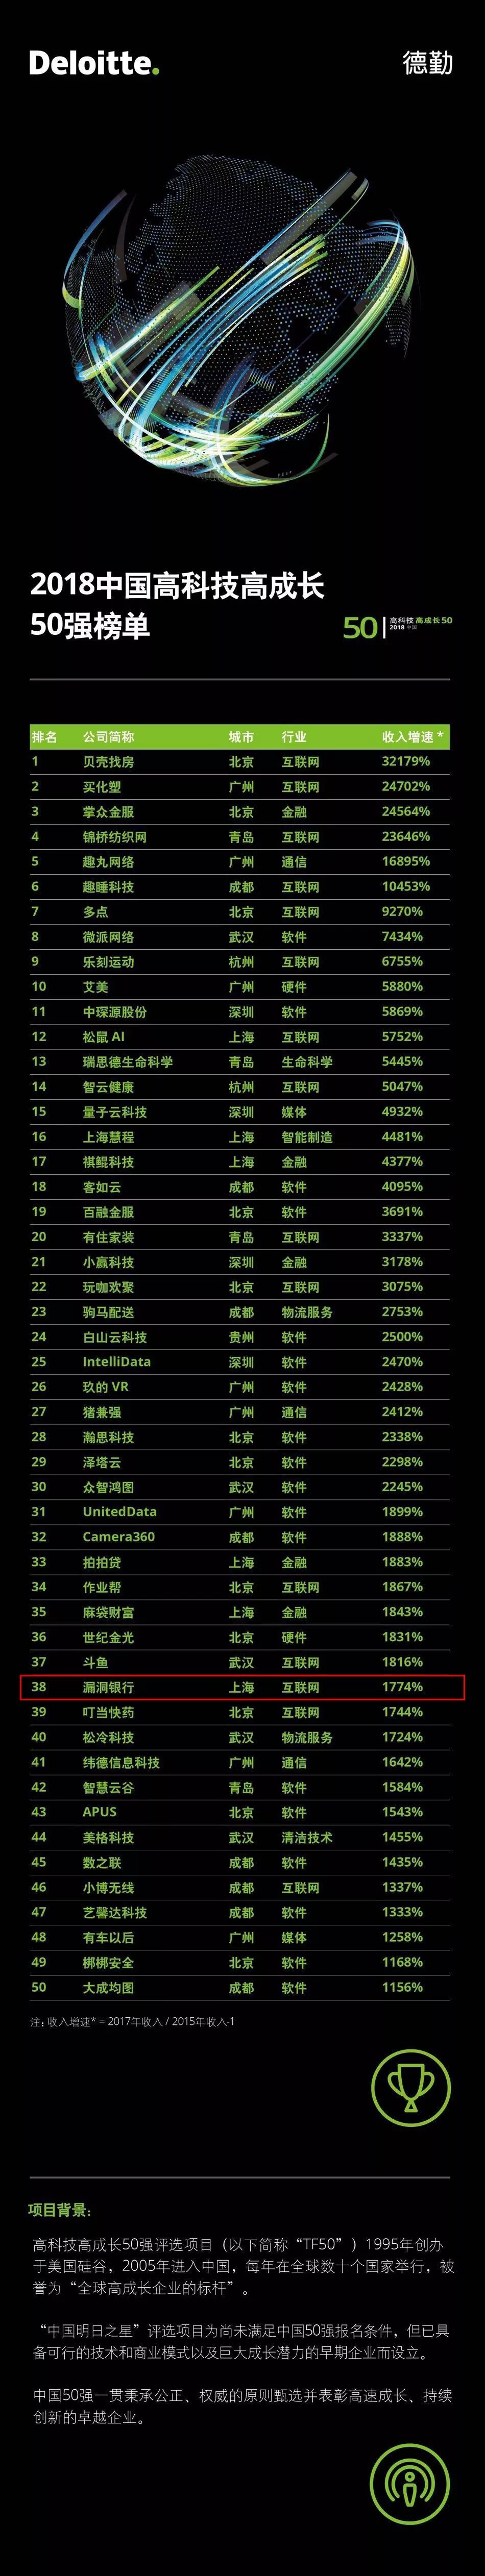 Deloitte. 德勤
2018中国高科技高成长
50强榜单
50 高科技高成长50
2018 中国
排名 公司简称 城市 行业 收入增速 *
1 贝壳找房 北京 互联网 32179%
2 买化塑 广州 互联网 24702%
3 掌众金服 北京 金融 24564%
4 锦桥纺织网 青岛 互联网 23646%
5 趣丸网络 广州 通信 16895%
6 趣睡科技 成都 互联网 10453%
7 多点 北京 互联网 9270%
8 微派网络 武汉 软件 7434%
9 乐刻运动 杭州 互联网 6755%
10 艾美 广州 硬件 5880%
11 中琛源股份 深圳 软件 5869%
12 松鼠 AI 上海 互联网 5752%
13 瑞思德生命科学 青岛 生命科学 5445%
14 智云健康 杭州 互联网 5047%
15 量子云科技 深圳 媒体 4932%
16 上海慧程 上海 智能制造 4481%
17 祺鲲科技 上海 金融 4377%
18 客如云 成都 软件 4095%
19 百融金服 北京 软件 3691%
20 有住家装 青岛 互联网 3337%
21 小赢科技 深圳 金融 3178%
22 玩咖欢聚 北京 互联网 3075%
23 驹马配送 成都 物流服务 2753%
24 白山云科技 贵州 软件 2500%
25 IntelliData 深圳 软件 2470%
26 玖的 VR 广州 软件 2428%
27 猪兼强 广州 通信 2412%
28 瀚思科技 北京 软件 2338%
29 泽塔云 北京 软件 2298%
30 众智鸿图 武汉 软件 2245%
31 UnitedData 广州 软件 1899%
32 Camera360 成都 软件 1888%
33 拍拍贷 上海 金融 1883%
34 作业帮 北京 互联网 1867%
35 麻袋财富 上海 金融 1843%
36 世纪金光 北京 硬件 1831%
37 斗鱼 武汉 互联网 1816%
38 漏洞银行 上海 互联网 1774%
39 叮当快药 北京 互联网 1744%
40 松冷科技 武汉 物流服务 1724%
41 纬德信息科技 广州 通信 1642%
42 智慧云谷 青岛 软件 1584%
43 APUS 北京 软件 1543%
44 美格科技 武汉 清洁技术 1455%
45 数之联 成都 软件 1435%
46 小博无线 成都 互联网 1337%
47 艺馨达科技 成都 软件 1333%
48 有车以后 广州 媒体 1258%
49 梆梆安全 北京 软件 1168%
50 大成均图 成都 软件 1156%
注：收入增速* = 2017年收入 / 2015年收入-1
项目背景：
高科技高成长50强评选项目（以下简称“TF50”）1995年创办
于美国硅谷，2005年进入中国，每年在全球数十个国家举行，被
誉为“全球高成长企业的标杆”。
“中国明日之星”评选项目为尚未满足中国50强报名条件，但已具
备可行的技术和商业模式以及巨大成长潜力的早期企业而设立。
中国50强一贯秉承公正、权威的原则甄选并表彰高速成长、持续
创新的卓越企业。